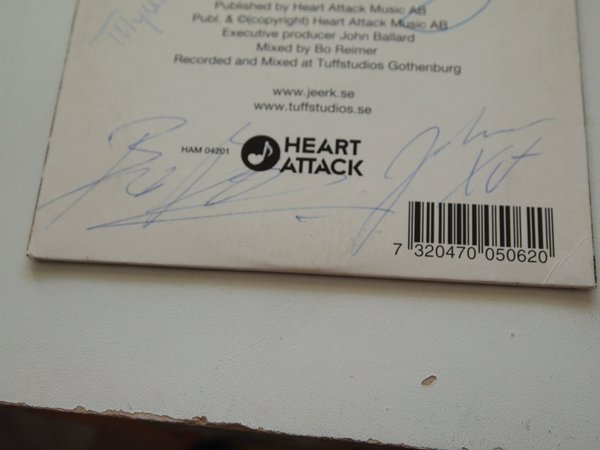 Published by Heart Attack Music AB
Publ. & ©(copyright) Heart Attack Music AB
Executive producer John Ballard
Mixed by Bo Reimer
Recorded and Mixed at Tuffstudios Gothenburg
www.jeerk.se
www.tuffstudios.se
HAM 04201
HEART
ATTACK
7 320470 050620